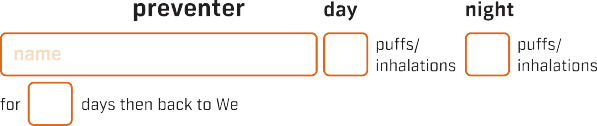 preventer day night
name puffs/ puffs/
inhalations inhalations
for days then back to We